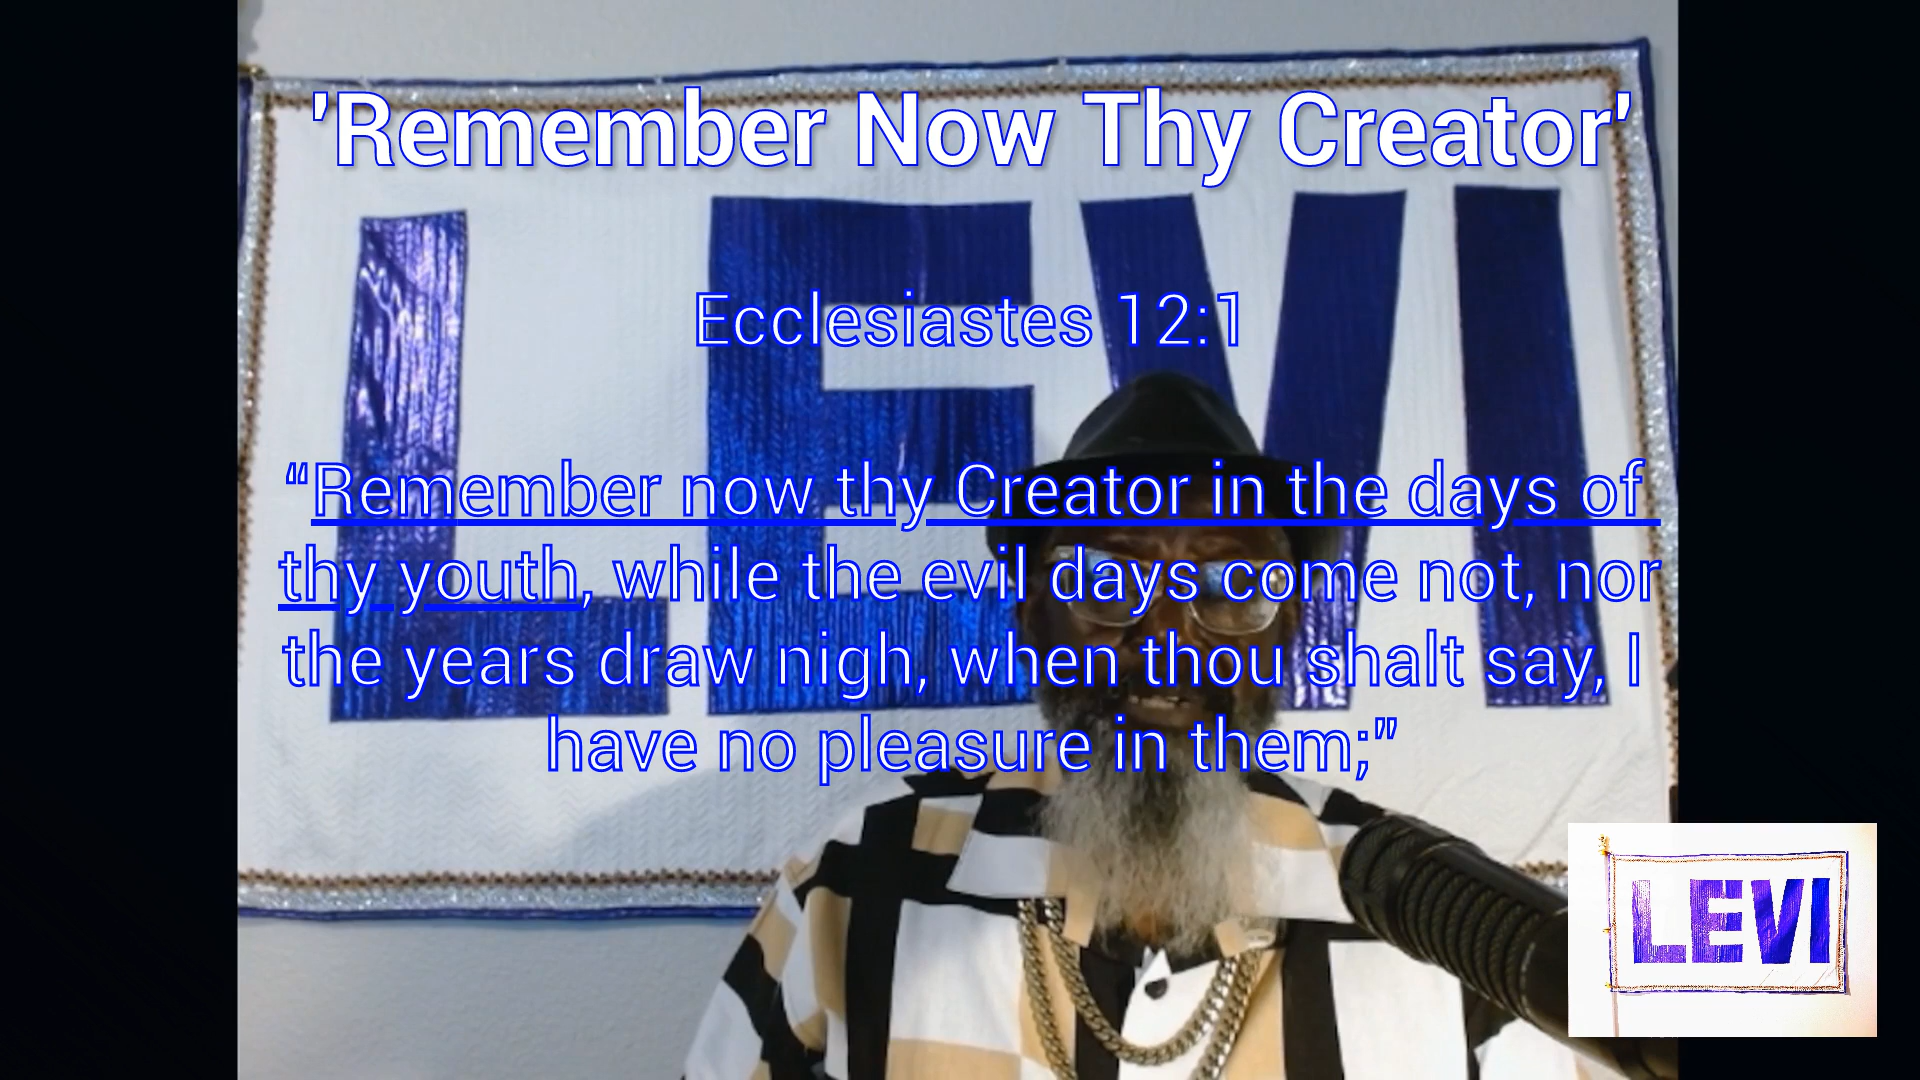 'Remember Now Thy Creator'
LEVI
Ecclesiastes 12:1
“Remember now thy Creator in the days of
thy youth, while the evil days come not, nor
the years draw nigh, when thou shalt say, I
have no pleasure in them;”
LEVI